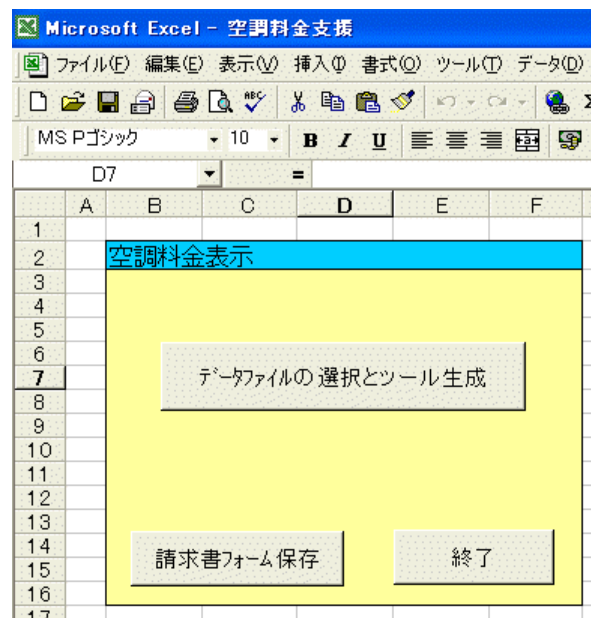 Microsoft Excel - 空調料金支援
ファイル(F) 編集(E) 表示(V) 挿入(I) 書式(O) ツール(T) データ(D)
ABC
MS Pゴシック 10 B I U
D7 =
A B C D E F
1
2 空調料金表示
3
4
5
6
7 ﾃﾞｰﾀﾌｧｲﾙの選択とツール生成
8
9
10
11
12
13
14
15 請求書ﾌｫｰﾑ保存 終了
16
17